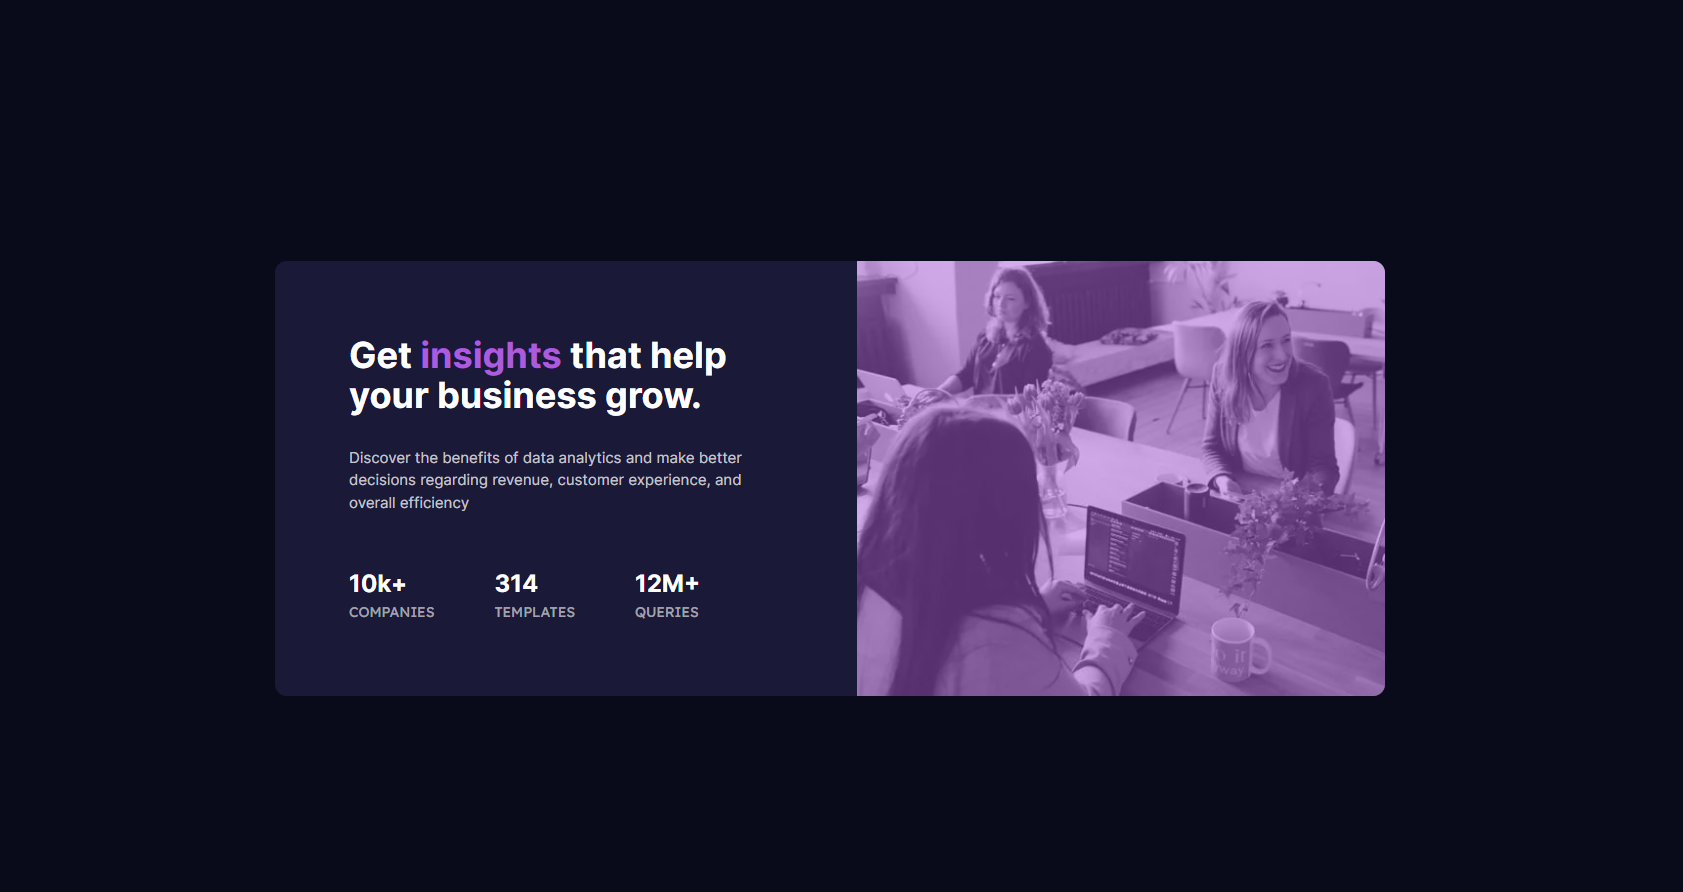 Get insights that help
your business grow.
Discover the benefits of data analytics and make better
decisions regarding revenue, customer experience, and
overall efficiency
10k+ 314 12M+
COMPANIES TEMPLATES QUERIES